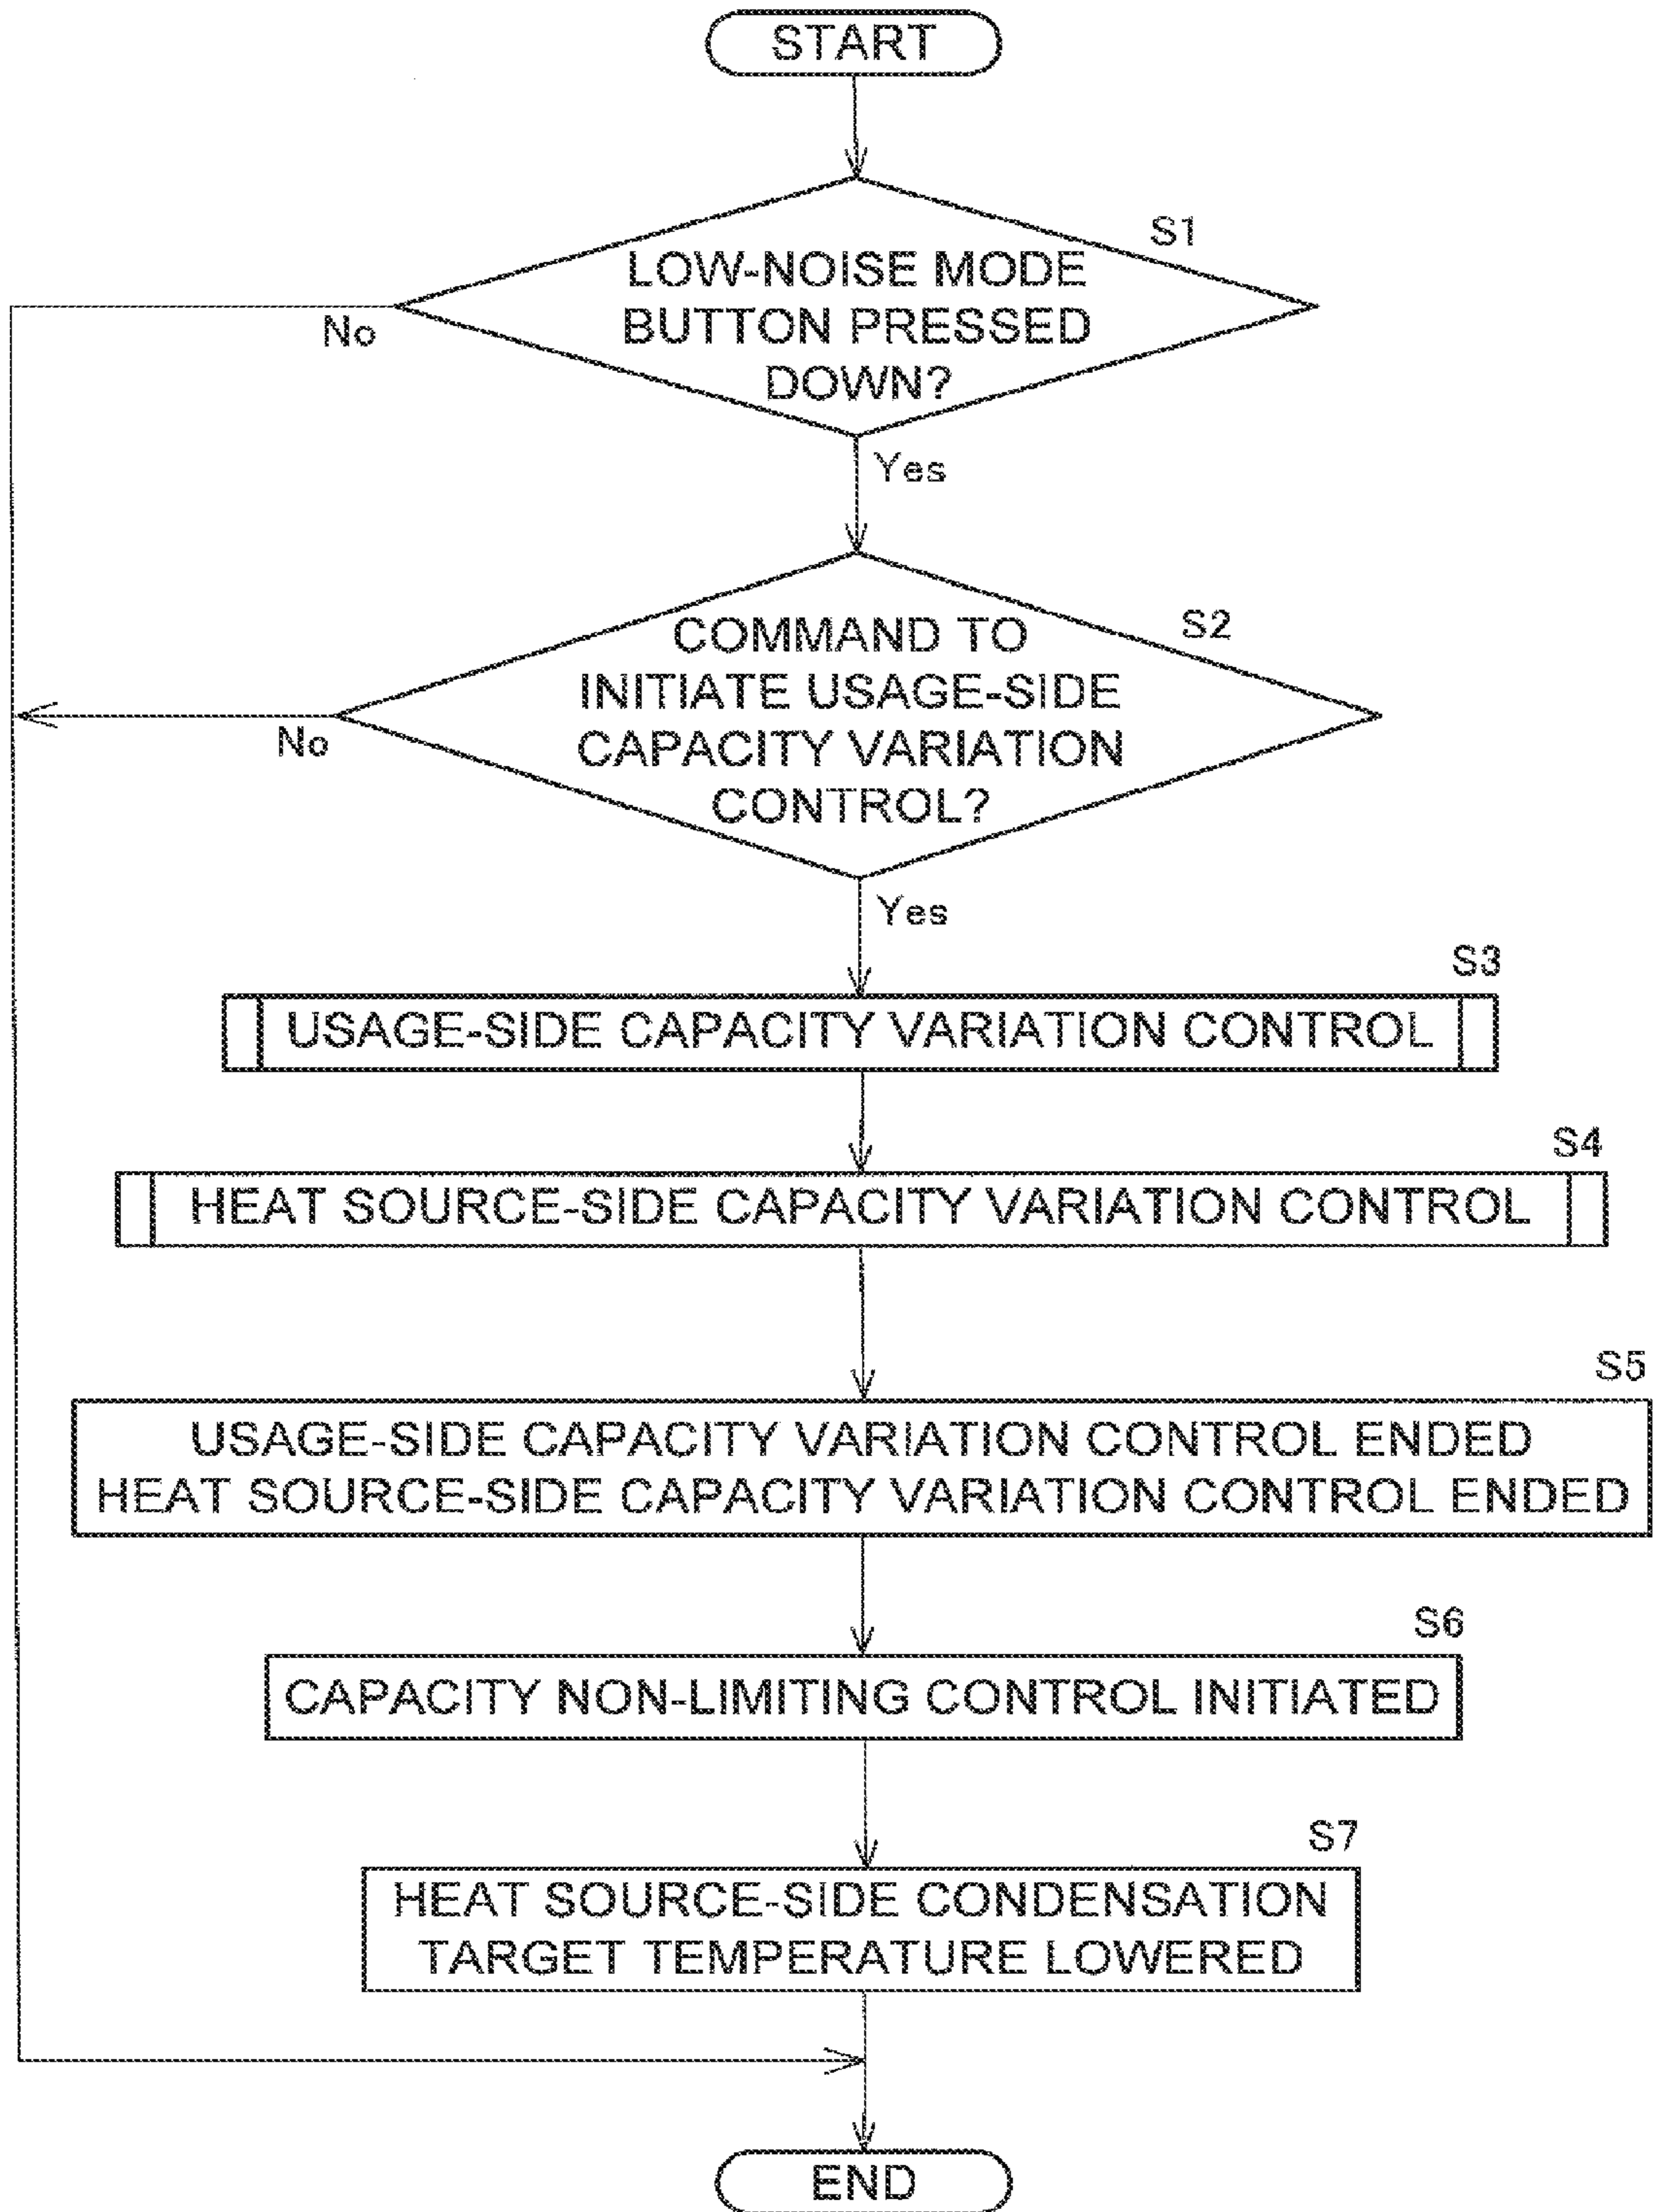 START
S1
LOW-NOISE MODE
BUTTON PRESSED
DOWN?
No
Yes
S2
COMMAND TO
INITIATE USAGE-SIDE
CAPACITY VARIATION
CONTROL?
No
Yes
S3
USAGE-SIDE CAPACITY VARIATION CONTROL
S4
HEAT SOURCE-SIDE CAPACITY VARIATION CONTROL
S5
USAGE-SIDE CAPACITY VARIATION CONTROL ENDED
HEAT SOURCE-SIDE CAPACITY VARIATION CONTROL ENDED
S6
CAPACITY NON-LIMITING CONTROL INITIATED
S7
HEAT SOURCE-SIDE CONDENSATION
TARGET TEMPERATURE LOWERED
END